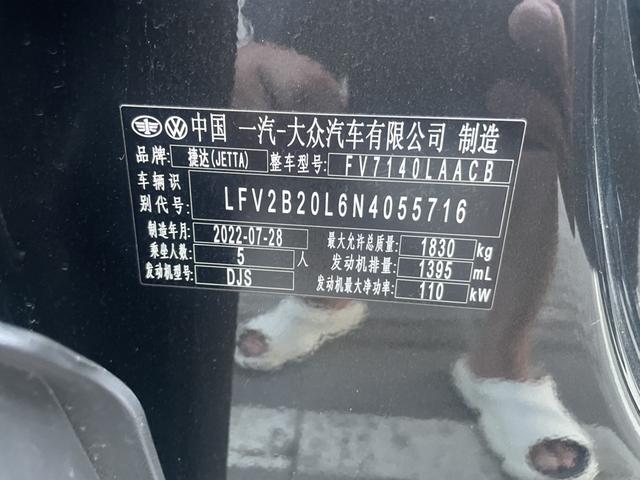 中国 一汽-大众汽车有限公司 制造
品牌: 捷达(JETTA) 整车型号: FV7140LAACB
车辆识别代号: LFV2B20L6N4055716
制造年月: 2022-07-28 最大允许总质量: 1830 kg
乘坐人数: 5 人 发动机排量: 1395 mL
发动机型号: DJS 发动机最大净功率: 110 kW